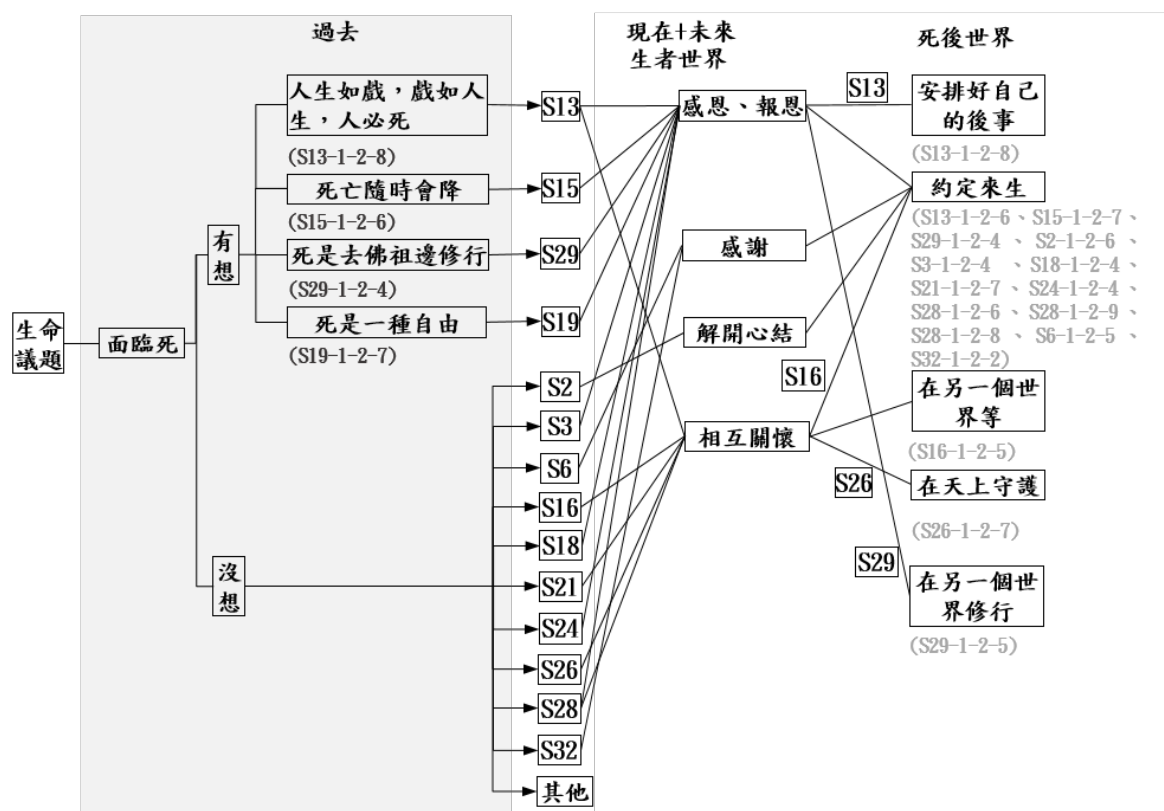 過去
現在+未來
生者世界
死後世界
生命
議題
面臨死
有
想
沒
想
人生如戲，戲如人
生，人必死
(S13-1-2-8)
死亡隨時會降
(S15-1-2-6)
死是去佛祖邊修行
(S29-1-2-4)
死是一種自由
(S19-1-2-7)
S13
S15
S29
S19
S2
S3
S6
S16
S18
S21
S24
S26
S28
S32
其他
感恩、報恩
感謝
解開心結
相互關懷
S13
S16
S26
S29
安排好自己
的後事
(S13-1-2-8)
約定來生
(S13-1-2-6、S15-1-2-7、
S29-1-2-4 、 S2-1-2-6 、
S3-1-2-4 、S18-1-2-4、
S21-1-2-7、S24-1-2-4、
S28-1-2-6、S28-1-2-9、
S28-1-2-8 、 S6-1-2-5 、
S32-1-2-2)
在另一個世
界等
(S16-1-2-5)
在天上守護
(S26-1-2-7)
在另一個世
界修行
(S29-1-2-5)